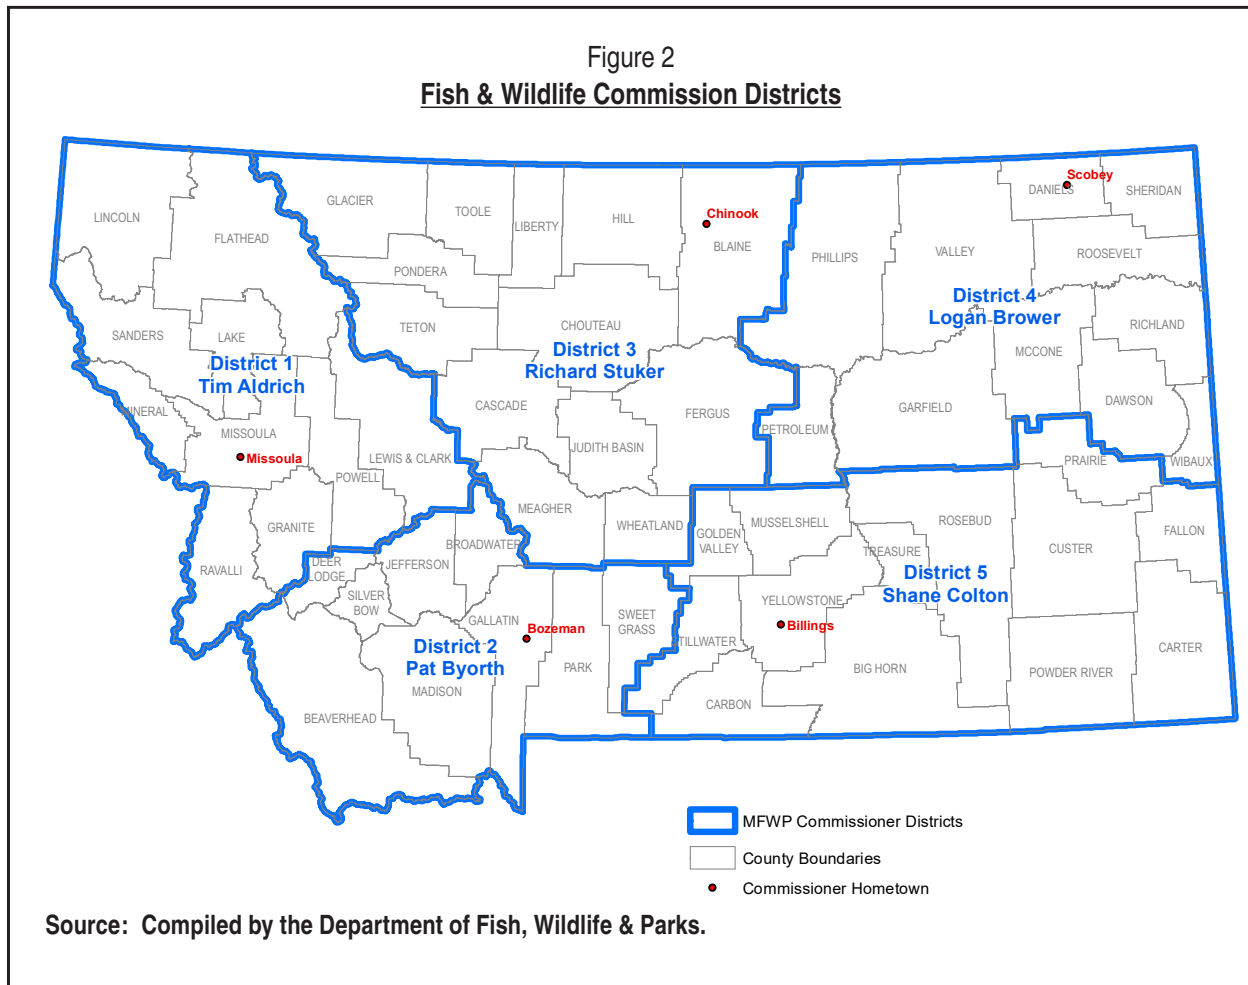 Figure 2
Fish & Wildlife Commission Districts
LINCOLN
FLATHEAD
GLACIER
TOOLE
LIBERTY
HILL
Chinook
BLAINE
PHILLIPS
VALLEY
Scobey
DANIELS
SHERIDAN
ROOSEVELT
PONDERA
TETON
CHOUTEAU
SANDERS
LAKE
District 1
Tim Aldrich
District 3
Richard Stuker
District 4
Logan Brower
RICHLAND
MCCONE
DAWSON
GARFIELD
MINERAL
MISSOULA
Missoula
CASCADE
JUDITH BASIN
FERGUS
PETROLEUM
LEWIS & CLARK
POWELL
PRAIRIE
WIBAUX
GRANITE
MEAGHER
WHEATLAND
GOLDEN
VALLEY
MUSSELSHELL
ROSEBUD
TREASURE
CUSTER
FALLON
RAVALLI
DEER
LODGE
JEFFERSON
BROADWATER
SILVER
BOW
GALLATIN
Bozeman
SWEET
GRASS
YELLOWSTONE
Billings
District 5
Shane Colton
District 2
Pat Byorth
MADISON
PARK
STILLWATER
CARBON
BIG HORN
POWDER RIVER
CARTER
BEAVERHEAD
MFWP Commissioner Districts
County Boundaries
Commissioner Hometown
Source: Compiled by the Department of Fish, Wildlife & Parks.